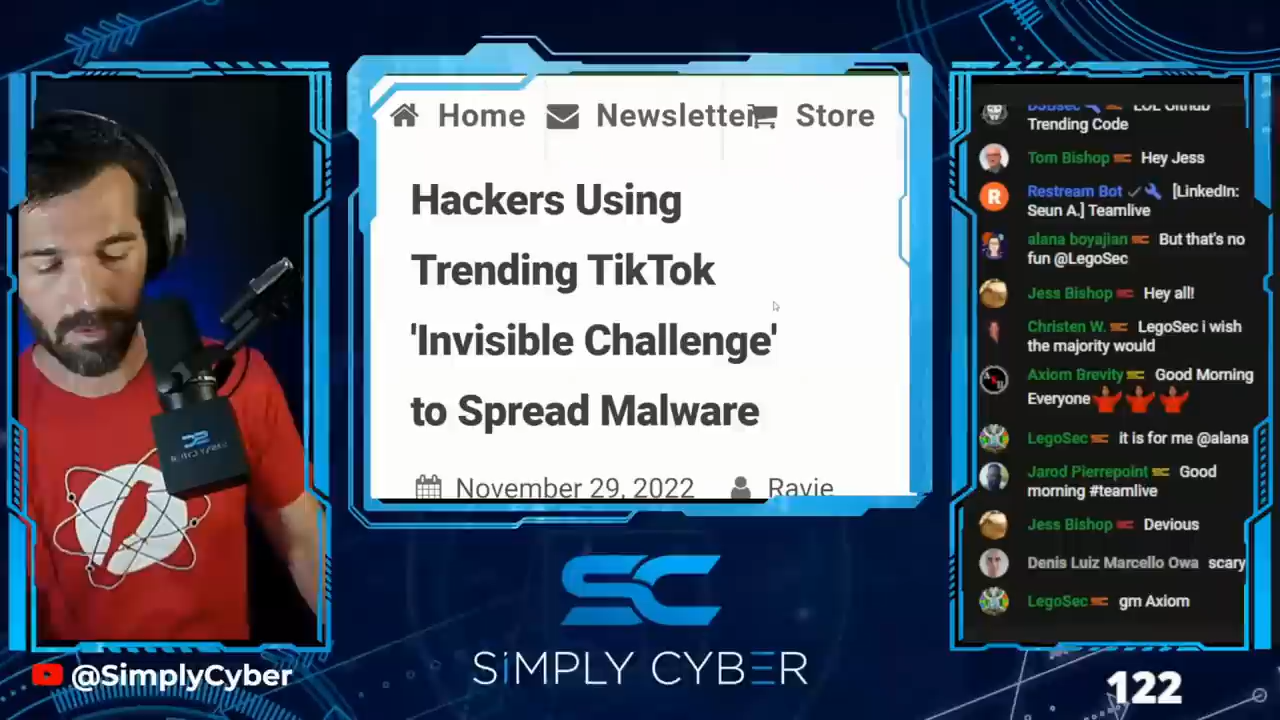 Home Newsletter Store
Hackers Using
Trending TikTok
'Invisible Challenge'
to Spread Malware
November 29, 2022 Ravie
SC
SIMPLY CYBER
@SimplyCyber
LOL Github
Trending Code
Tom Bishop Hey Jess
Restream Bot [LinkedIn:
Seun A.] Teamlive
alana boyajian But that's no
fun @LegoSec
Jess Bishop Hey all!
Christen W. LegoSec i wish
the majority would
Axiom Brevity Good Morning
Everyone
LegoSec it is for me @alana
Jarod Pierrepoint Good
morning #teamlive
Jess Bishop Devious
Denis Luiz Marcello Owa scary
LegoSec gm Axiom
122